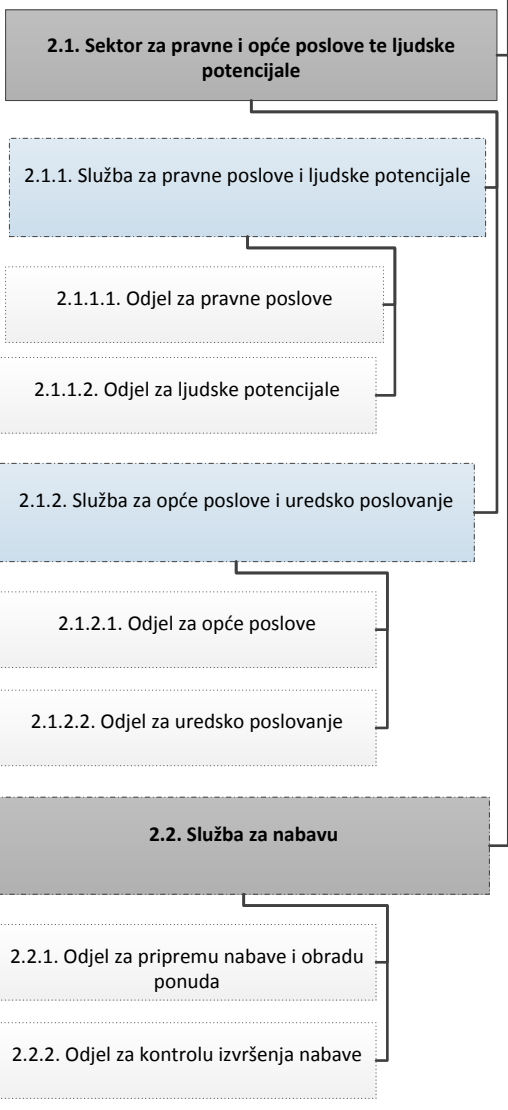 2.1. Sektor za pravne i opće poslove te ljudske
potencijale
2.1.1. Služba za pravne poslove i ljudske potencijale
2.1.1.1. Odjel za pravne poslove
2.1.1.2. Odjel za ljudske potencijale
2.1.2. Služba za opće poslove i uredsko poslovanje
2.1.2.1. Odjel za opće poslove
2.1.2.2. Odjel za uredsko poslovanje
2.2. Služba za nabavu
2.2.1. Odjel za pripremu nabave i obradu
ponuda
2.2.2. Odjel za kontrolu izvršenja nabave